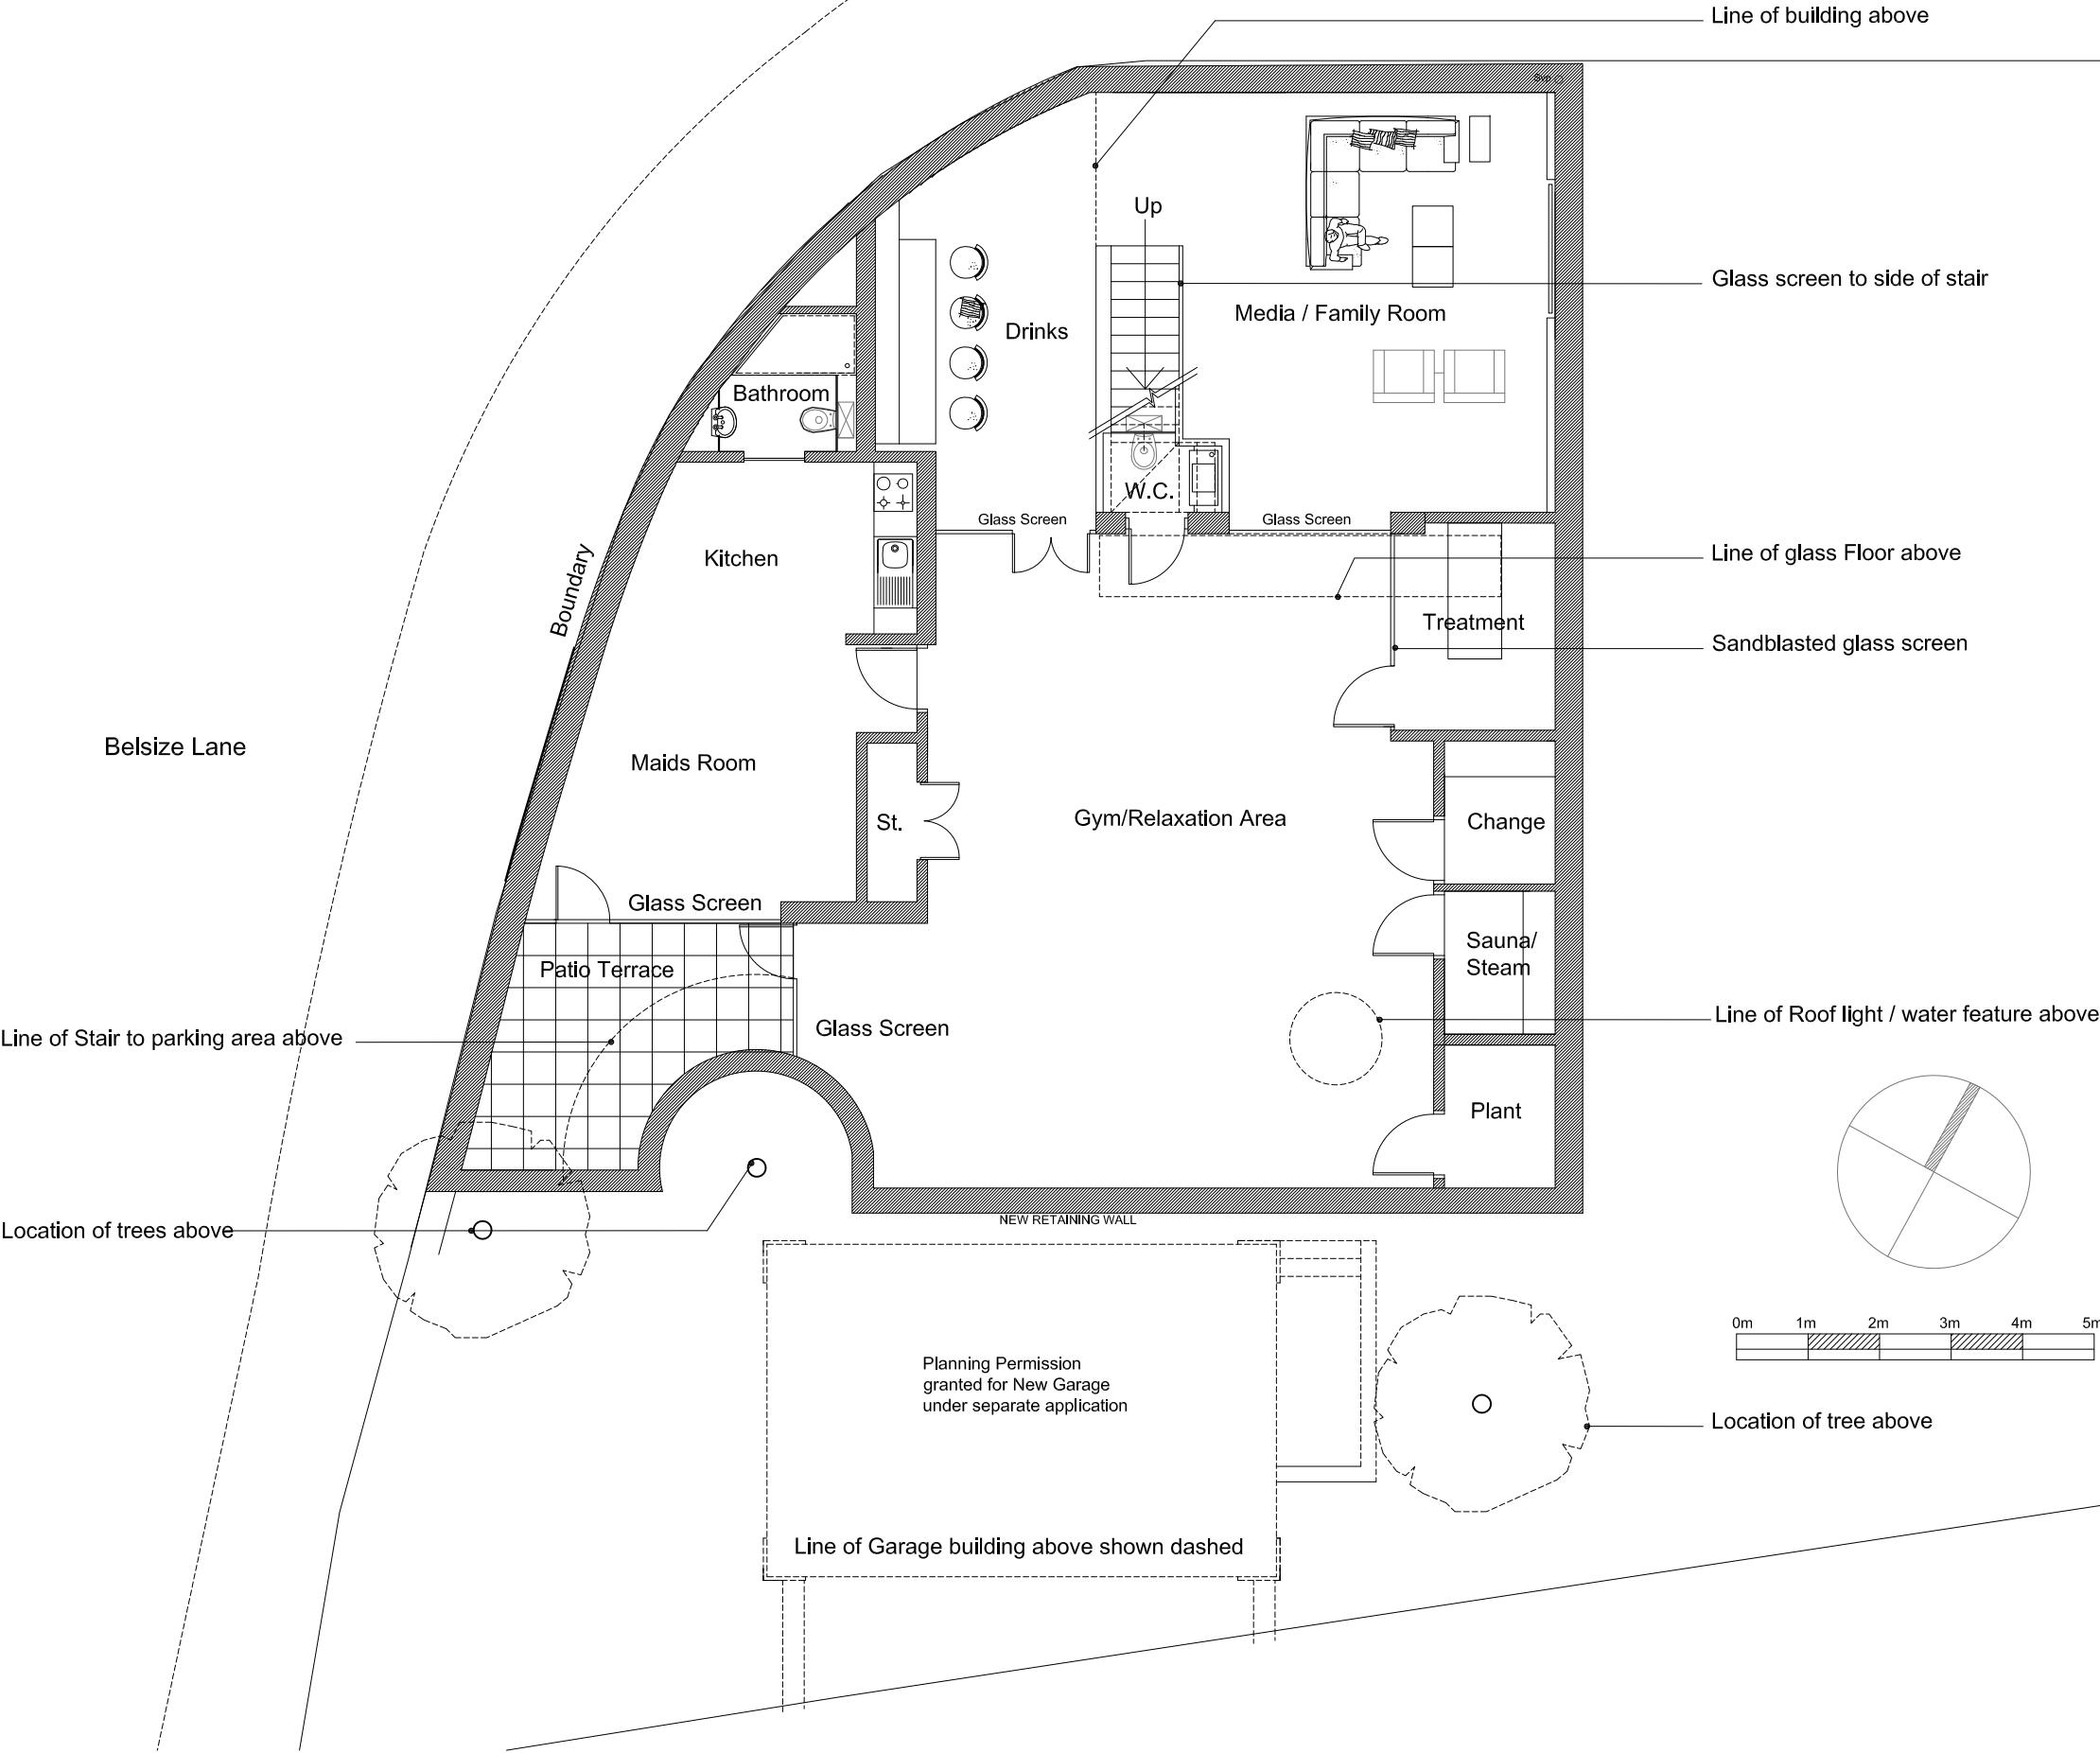 Line of building above
Svp
Up
Glass screen to side of stair
Media / Family Room
Drinks
Bathroom
W.C.
Glass Screen
Glass Screen
Kitchen
Line of glass Floor above
Boundary
Treatment
Sandblasted glass screen
Belsize Lane
Maids Room
St.
Gym/Relaxation Area
Change
Glass Screen
Sauna/
Steam
Patio Terrace
Line of Roof light / water feature above
Glass Screen
Line of Stair to parking area above
Plant
NEW RETAINING WALL
Location of trees above
0m 1m 2m 3m 4m 5m
Planning Permission
granted for New Garage
under separate application
Location of tree above
Line of Garage building above shown dashed